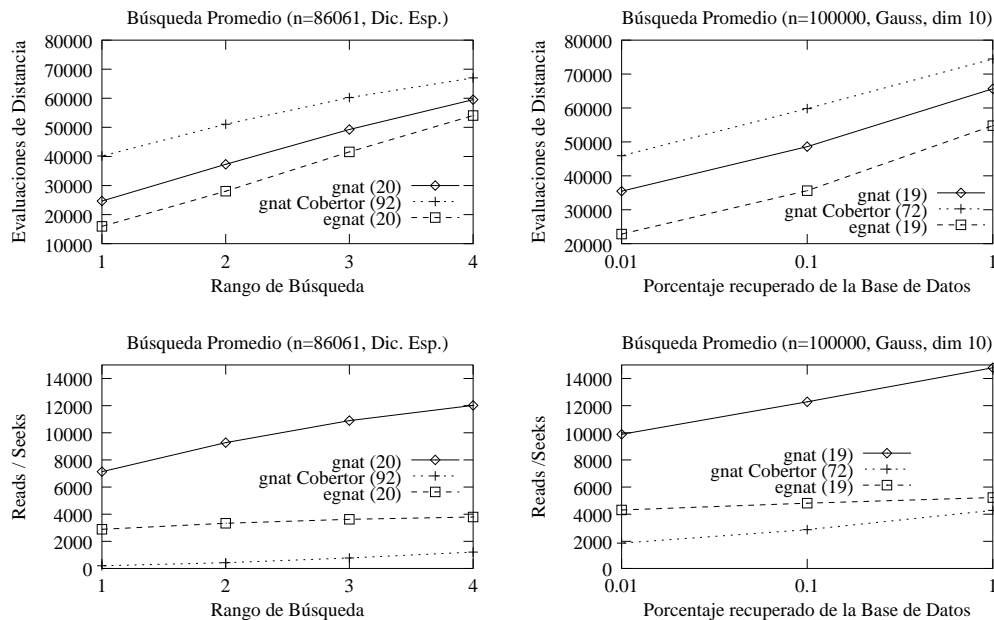 Búsqueda Promedio (n=86061, Dic. Esp.)
Evaluaciones de Distancia
80000
70000
60000
50000
40000
30000
20000
10000
gnat (20)
gnat Cobertor (92)
egnat (20)
1 2 3 4
Rango de Búsqueda
Búsqueda Promedio (n=100000, Gauss, dim 10)
Evaluaciones de Distancia
80000
70000
60000
50000
40000
30000
20000
gnat (19)
gnat Cobertor (72)
egnat (19)
0.01 0.1 1
Porcentaje recuperado de la Base de Datos
Búsqueda Promedio (n=86061, Dic. Esp.)
Reads / Seeks
14000
12000
10000
8000
6000
4000
2000
0
gnat (20)
gnat Cobertor (92)
egnat (20)
1 2 3 4
Rango de Búsqueda
Búsqueda Promedio (n=100000, Gauss, dim 10)
Reads /Seeks
14000
12000
10000
8000
6000
4000
2000
0
gnat (19)
gnat Cobertor (72)
egnat (19)
0.01 0.1 1
Porcentaje recuperado de la Base de Datos